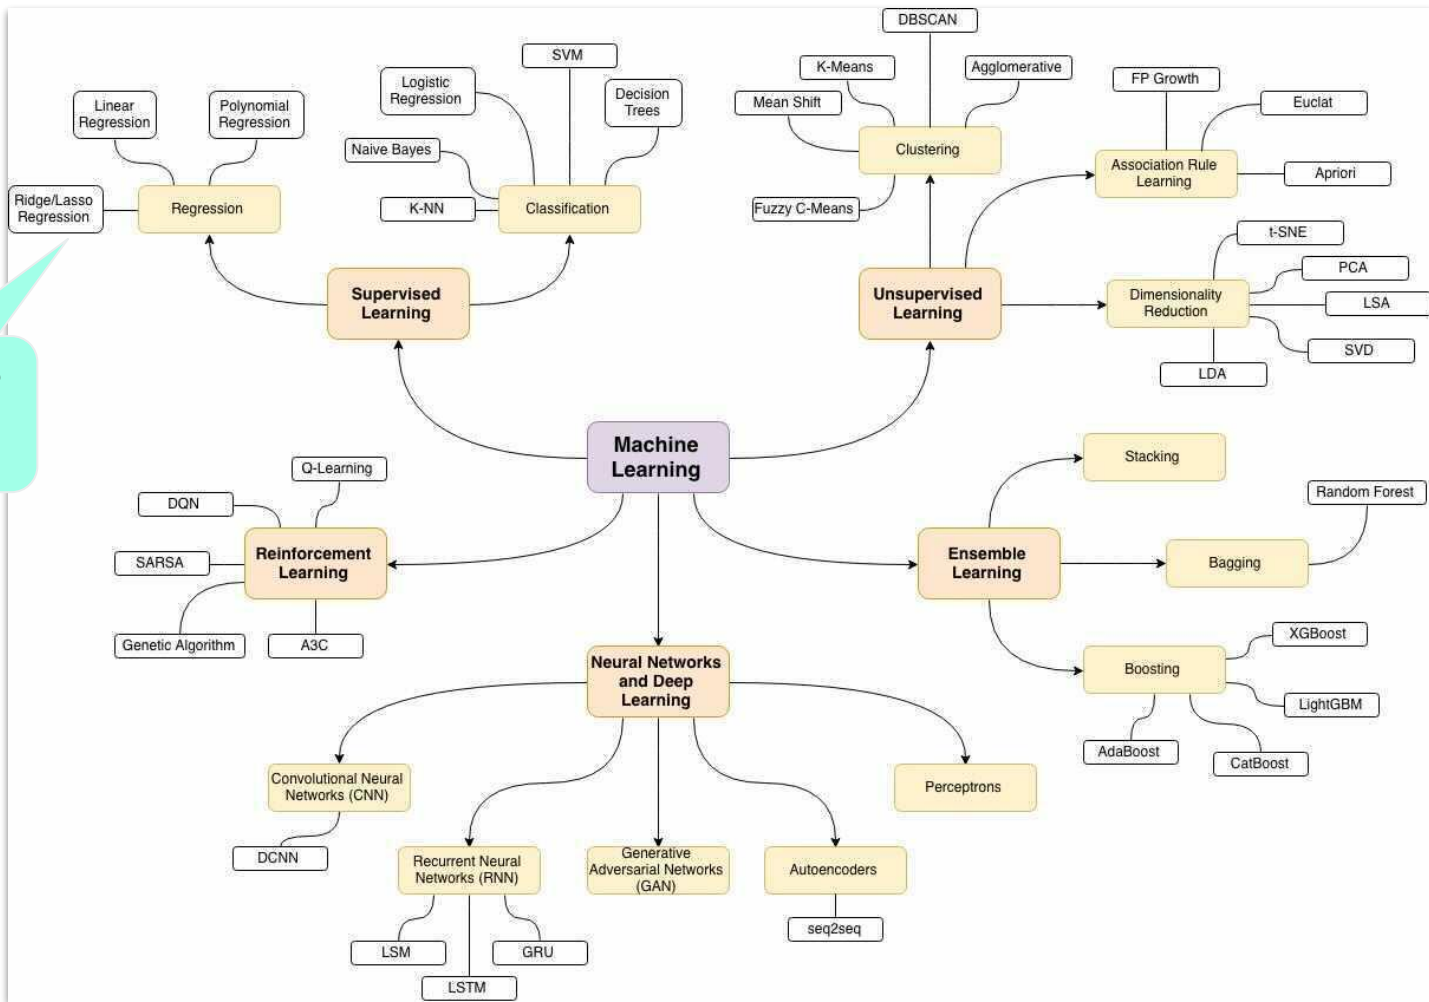 DBSCAN
SVM
K-Means
Agglomerative
Logistic
Regression
FP Growth
Linear
Regression
Polynomial
Regression
Decision
Trees
Mean Shift
Euclat
Naive Bayes
Clustering
Association Rule
Learning
Apriori
Ridge/Lasso
Regression
Regression
K-NN
Classification
Fuzzy C-Means
t-SNE
PCA
Supervised
Learning
Unsupervised
Learning
Dimensionality
Reduction
LSA
SVD
LDA
Machine
Learning
Stacking
Q-Learning
DQN
Random Forest
Reinforcement
Learning
SARSA
Ensemble
Learning
Bagging
Genetic Algorithm
A3C
XGBoost
Neural Networks
and Deep
Learning
Boosting
LightGBM
AdaBoost
CatBoost
Convolutional Neural
Networks (CNN)
Perceptrons
DCNN
Recurrent Neural
Networks (RNN)
Generative
Adversarial Networks
(GAN)
Autoencoders
seq2seq
LSM
GRU
LSTM